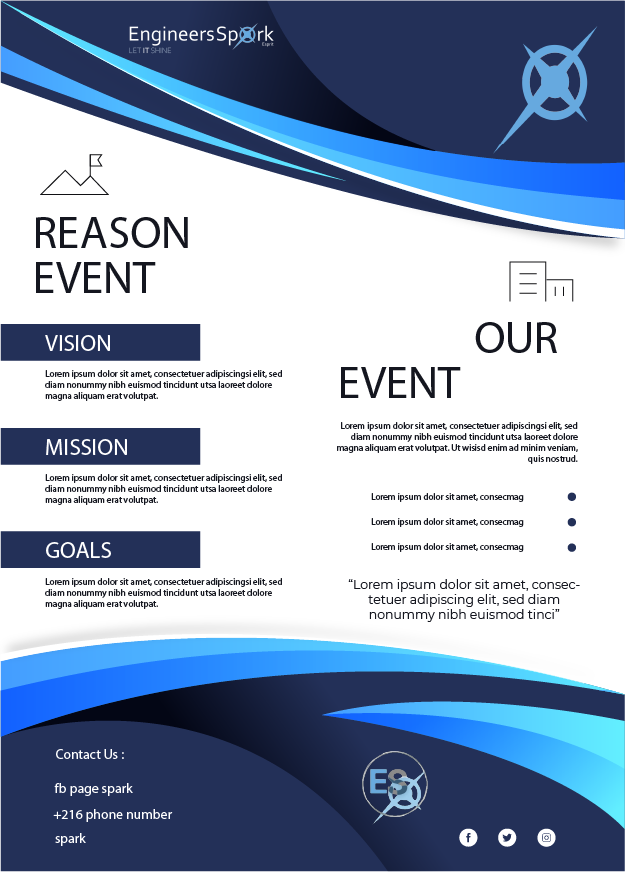 EngineersSpark
Esprit
LET IT SHINE
REASON
EVENT
VISION
Lorem ipsum dolor sit amet, consectetuer adipiscingsi elit, sed
diam nonummy nibh euismod tincidunt utsa laoreet dolore
magna aliquam erat volutpat.
MISSION
Lorem ipsum dolor sit amet, consectetuer adipiscingsi elit, sed
diam nonummy nibh euismod tincidunt utsa laoreet dolore
magna aliquam erat volutpat.
GOALS
Lorem ipsum dolor sit amet, consectetuer adipiscingsi elit, sed
diam nonummy nibh euismod tincidunt utsa laoreet dolore
magna aliquam erat volutpat.
OUR
EVENT
Lorem ipsum dolor sit amet, consectetuer adipiscingsi elit, sed
diam nonummy nibh euismod tincidunt utsa laoreet dolore
magna aliquam erat volutpat. Ut wisisd enim ad minim veniam,
quis nostrud.
Lorem ipsum dolor sit amet, consecmag
Lorem ipsum dolor sit amet, consecmag
Lorem ipsum dolor sit amet, consecmag
“Lorem ipsum dolor sit amet, consec-
tetuer adipiscing elit, sed diam
nonummy nibh euismod tinci”
Contact Us :
fb page spark
+216 phone number
spark
ES